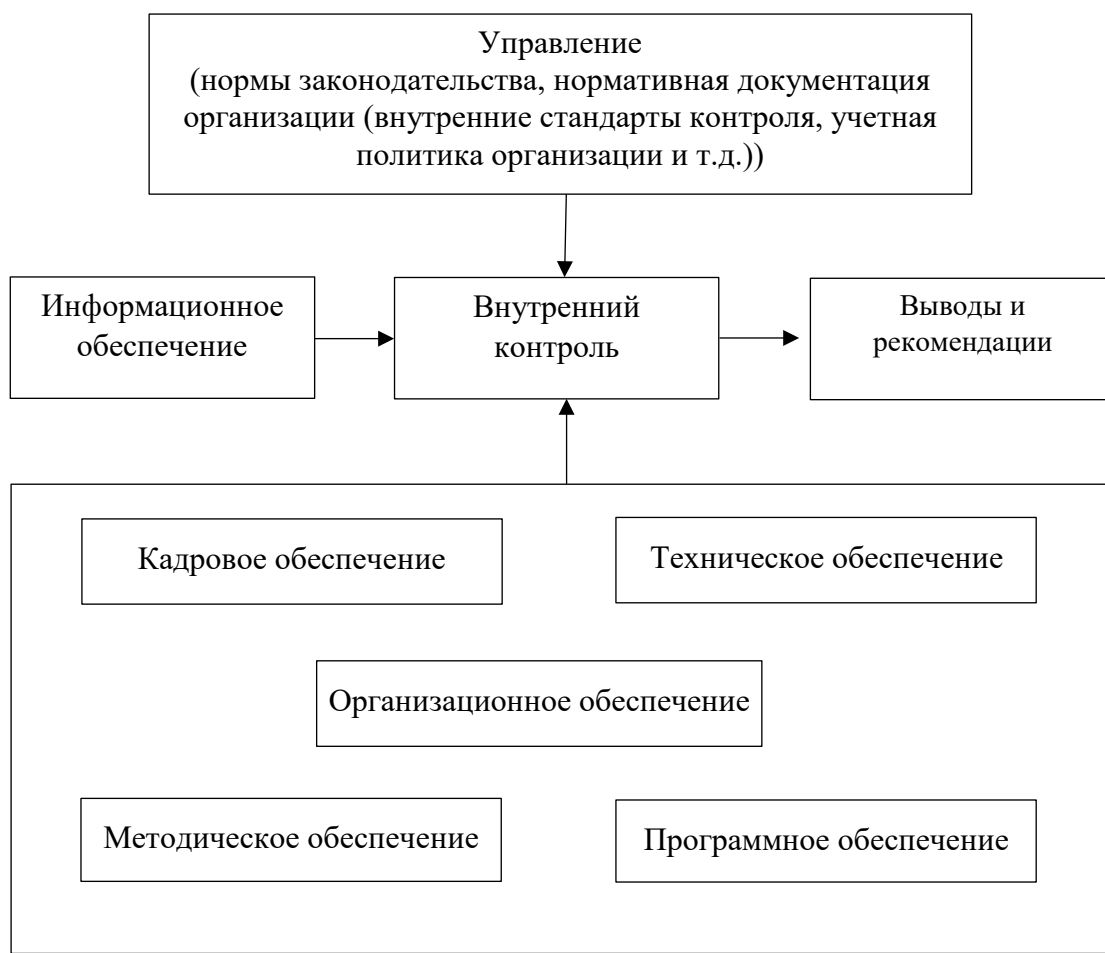 Управление
(нормы законодательства, нормативная документация
организации (внутренние стандарты контроля, учетная
политика организации и т.д.))
Информационное
обеспечение
Внутренний
контроль
Выводы и
рекомендации
Кадровое обеспечение
Техническое обеспечение
Организационное обеспечение
Методическое обеспечение
Программное обеспечение